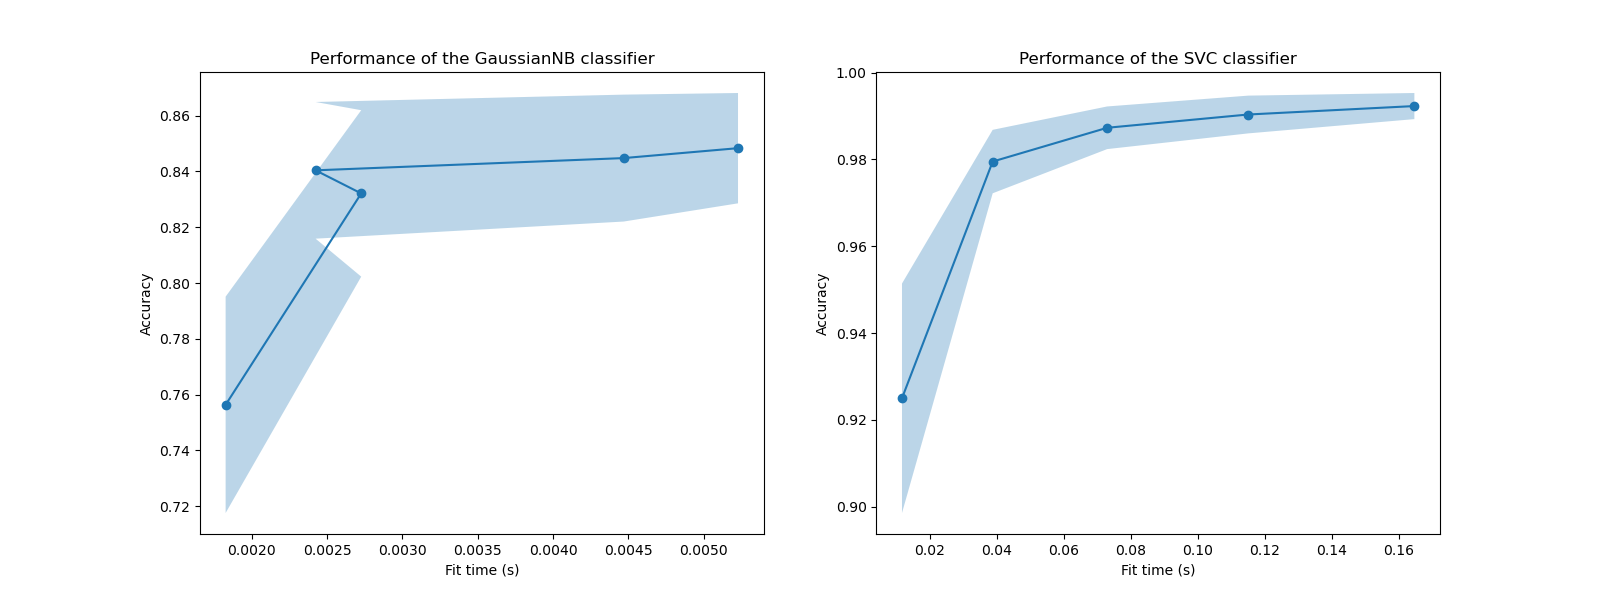 Performance of the GaussianNB classifier
0.86
0.84
0.82
0.80
0.78
0.76
0.74
0.72
Accuracy
0.0020 0.0025 0.0030 0.0035 0.0040 0.0045 0.0050
Fit time (s)
Performance of the SVC classifier
1.00
0.98
0.96
0.94
0.92
0.90
Accuracy
0.02 0.04 0.06 0.08 0.10 0.12 0.14 0.16
Fit time (s)